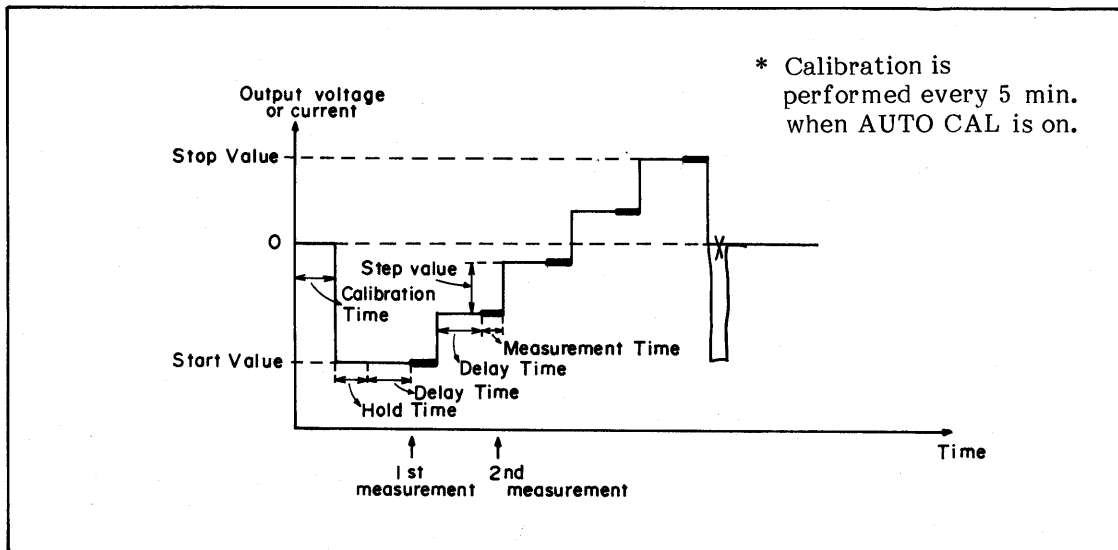 * Calibration is
performed every 5 min.
when AUTO CAL is on.
Output voltage
or current
Stop Value
0
Step value
Calibration
Time
Measurement Time
Start Value
Delay Time
Delay Time
Hold Time
Time
1st
measurement
2nd
measurement